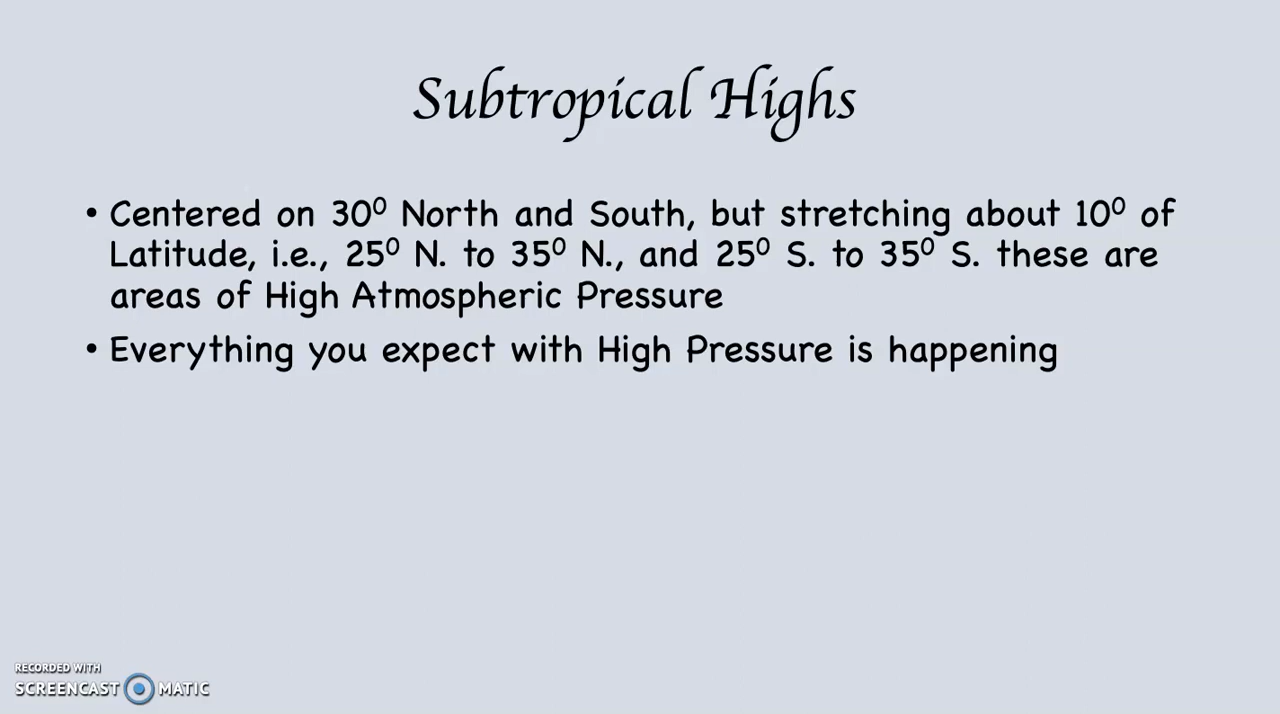 Subtropical Highs
• Centered on 30⁰ North and South, but stretching about 10⁰ of
Latitude, i.e., 25⁰ N. to 35⁰ N., and 25⁰ S. to 35⁰ S. these are
areas of High Atmospheric Pressure
• Everything you expect with High Pressure is happening
RECORDED WITH
SCREENCAST MATIC